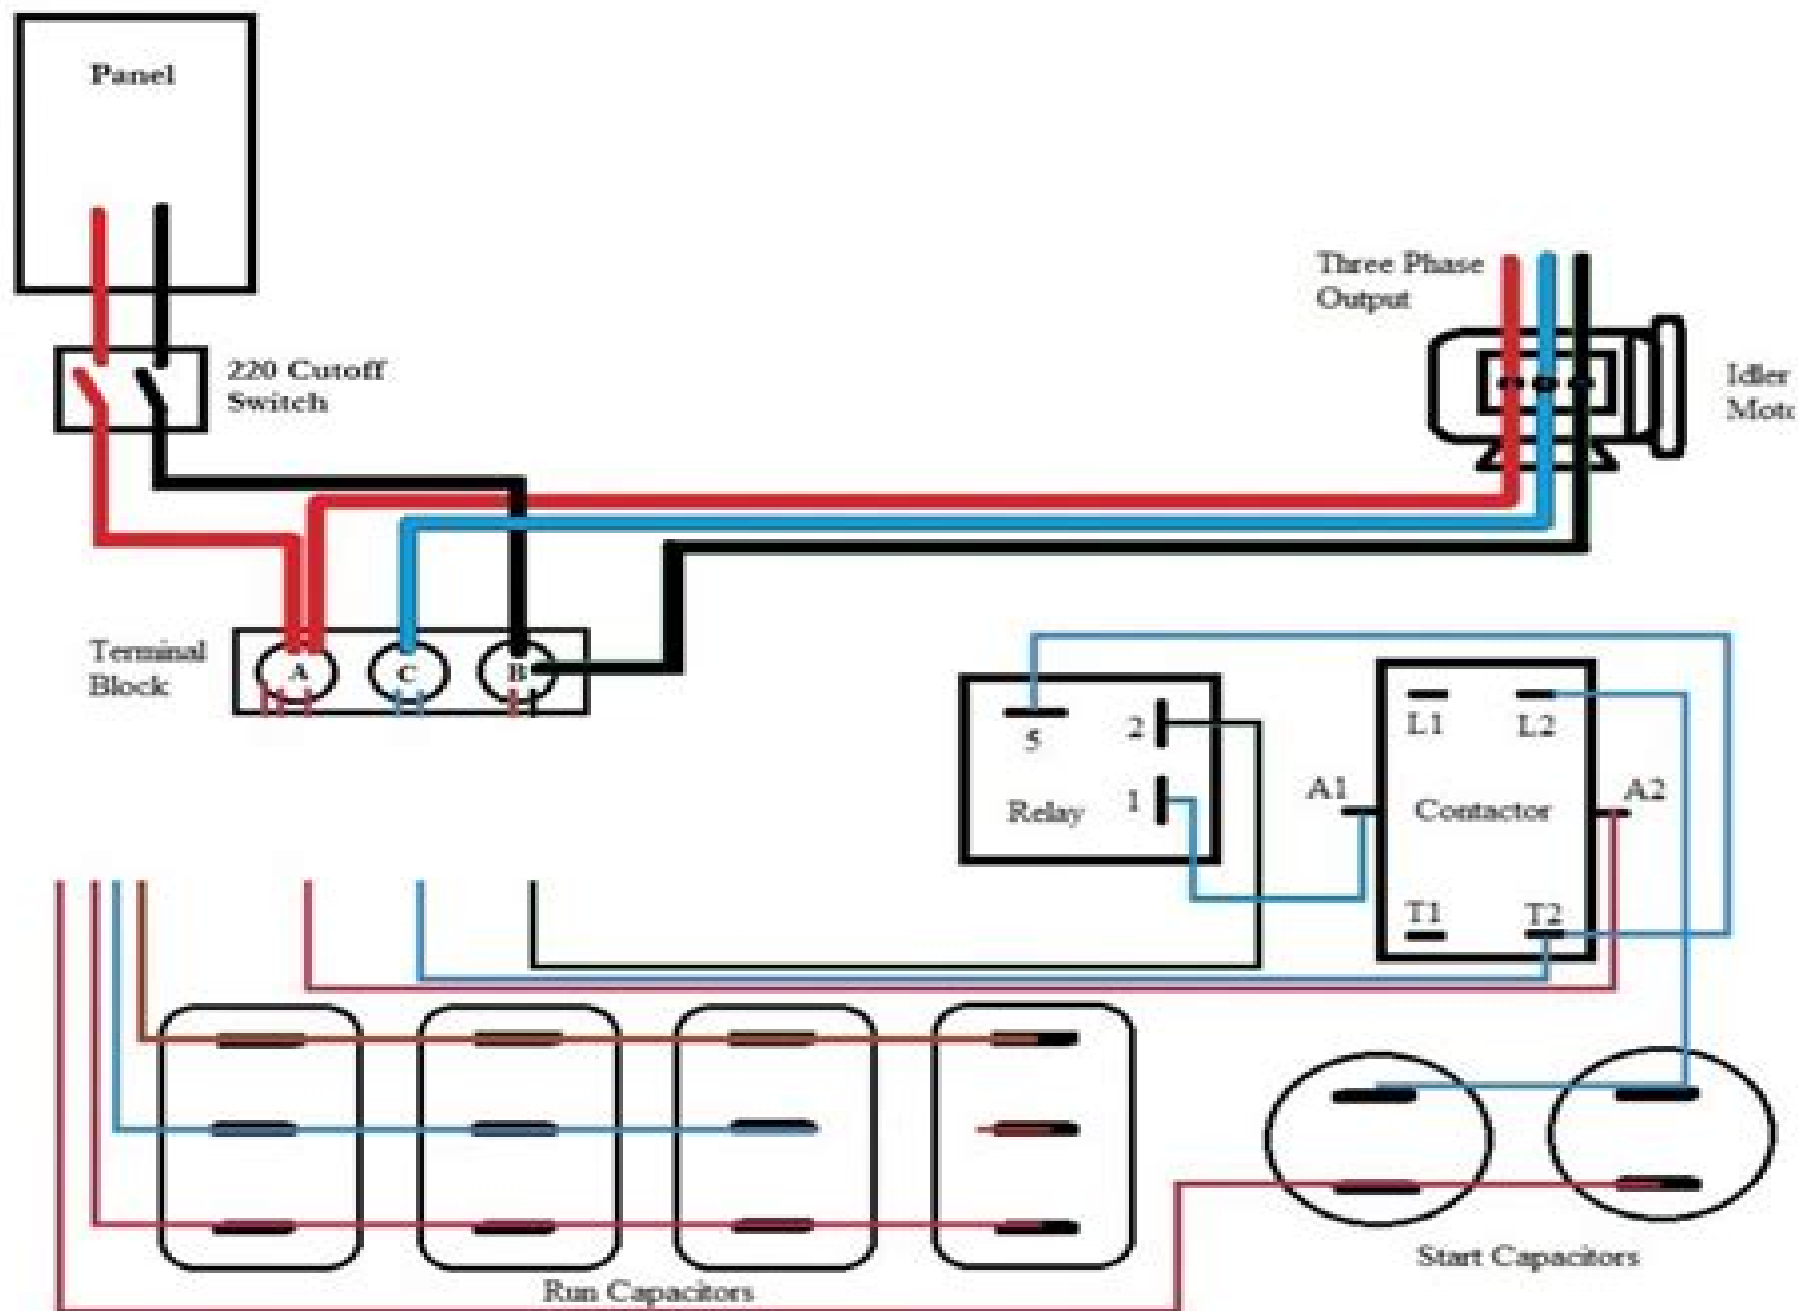 Panel
220 Cutoff
Switch
Three Phase
Output
Idler
Terminal
Block
A
C
B
5
2
1
Relay
L1
L2
A1
A2
Contactor
T1
T2
Start Capacitors
Run Capacitors